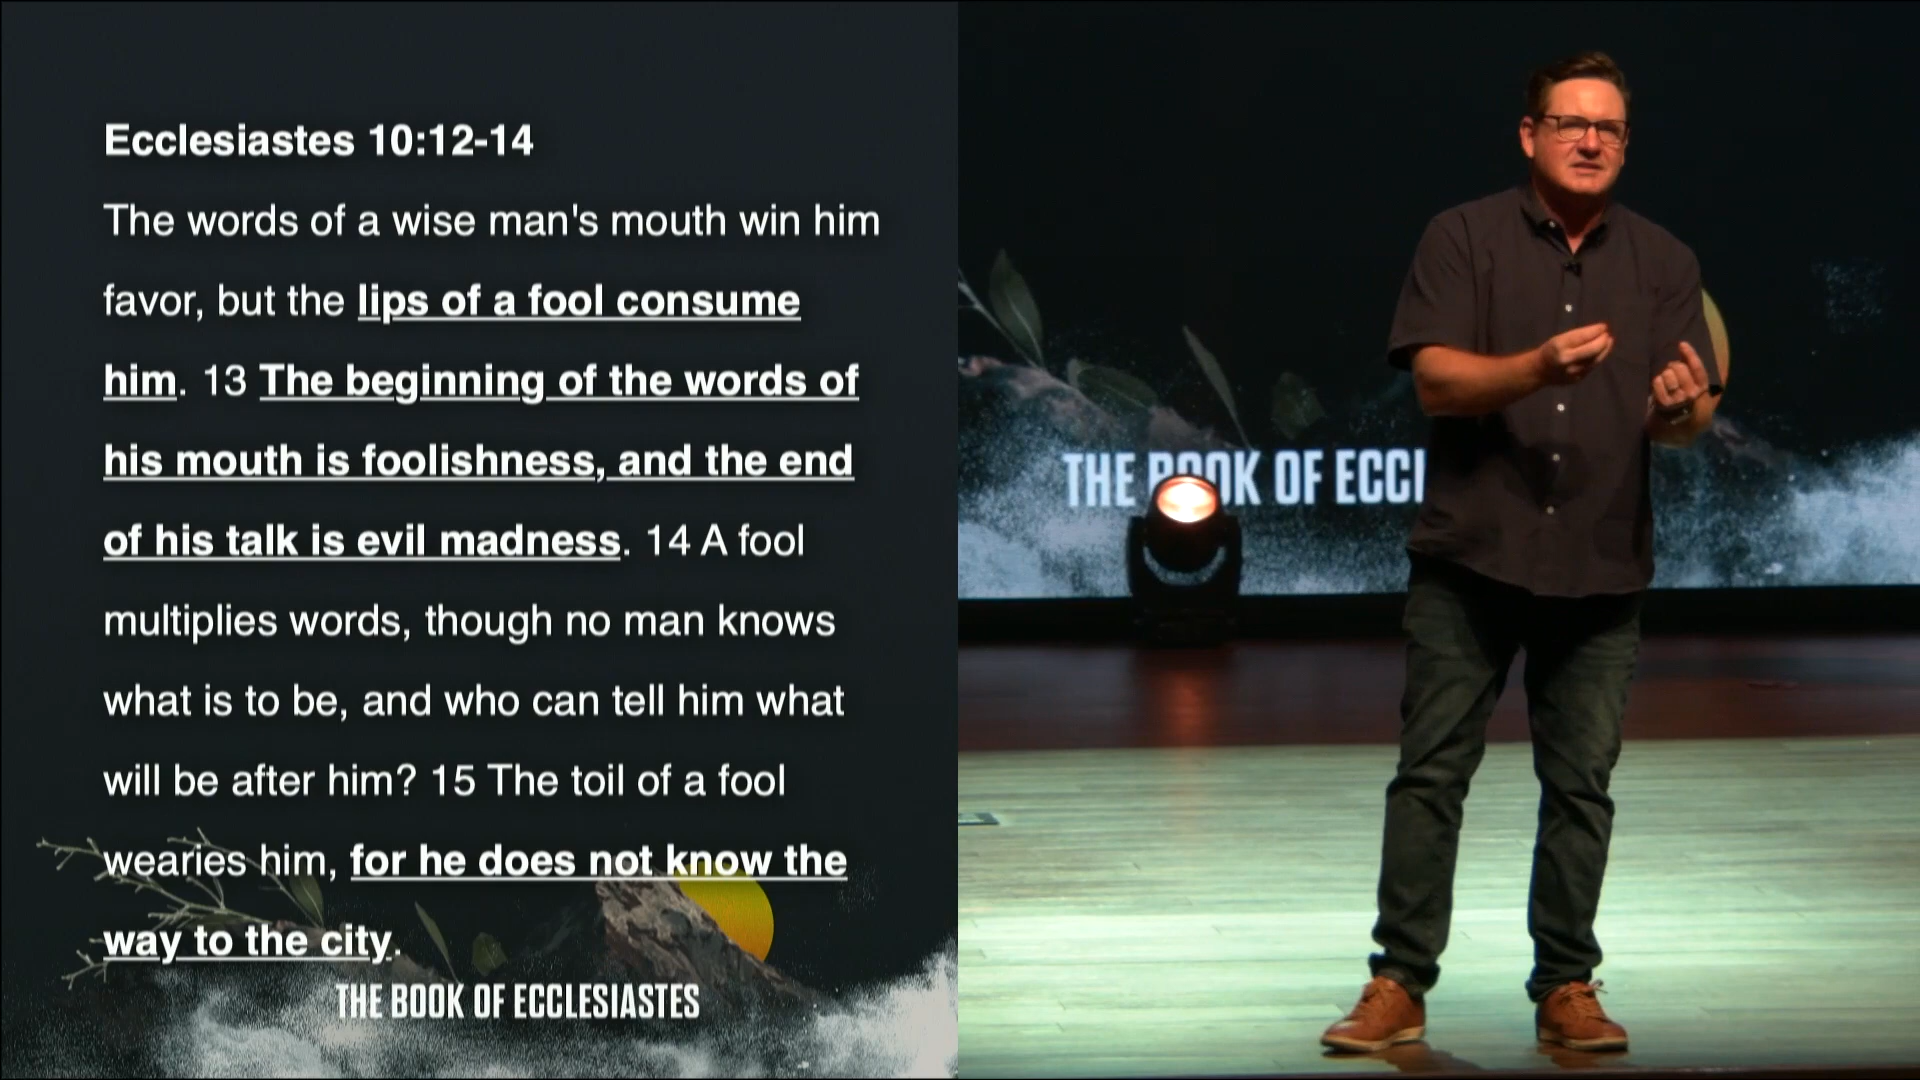 Ecclesiastes 10:12-14
The words of a wise man's mouth win him
favor, but the lips of a fool consume
him. 13 The beginning of the words of
his mouth is foolishness, and the end
of his talk is evil madness. 14 A fool
multiplies words, though no man knows
what is to be, and who can tell him what
will be after him? 15 The toil of a fool
wearies him, for he does not know the
way to the city.
THE BOOK OF ECCLESIASTES
THE BOOK OF ECCL